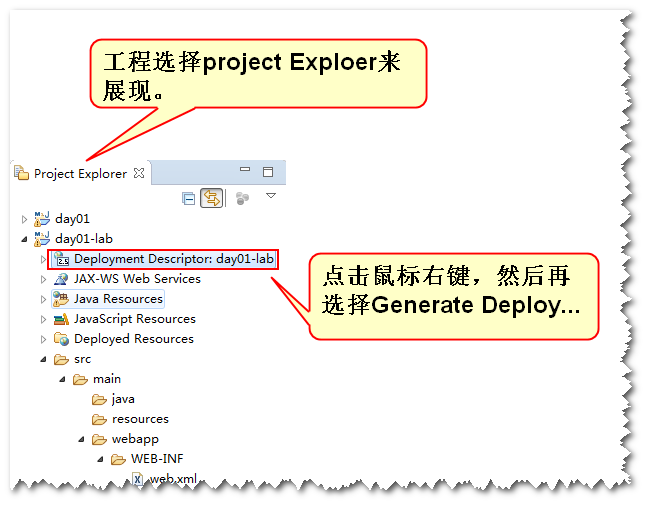 工程选择project Exploer来
展现。
Project Explorer
day01
day01-lab
2.5 Deployment Descriptor: day01-lab
JAX-WS Web Services
Java Resources
JavaScript Resources
Deployed Resources
src
main
java
resources
webapp
WEB-INF
web.xml
点击鼠标右键，然后再
选择Generate Deploy...